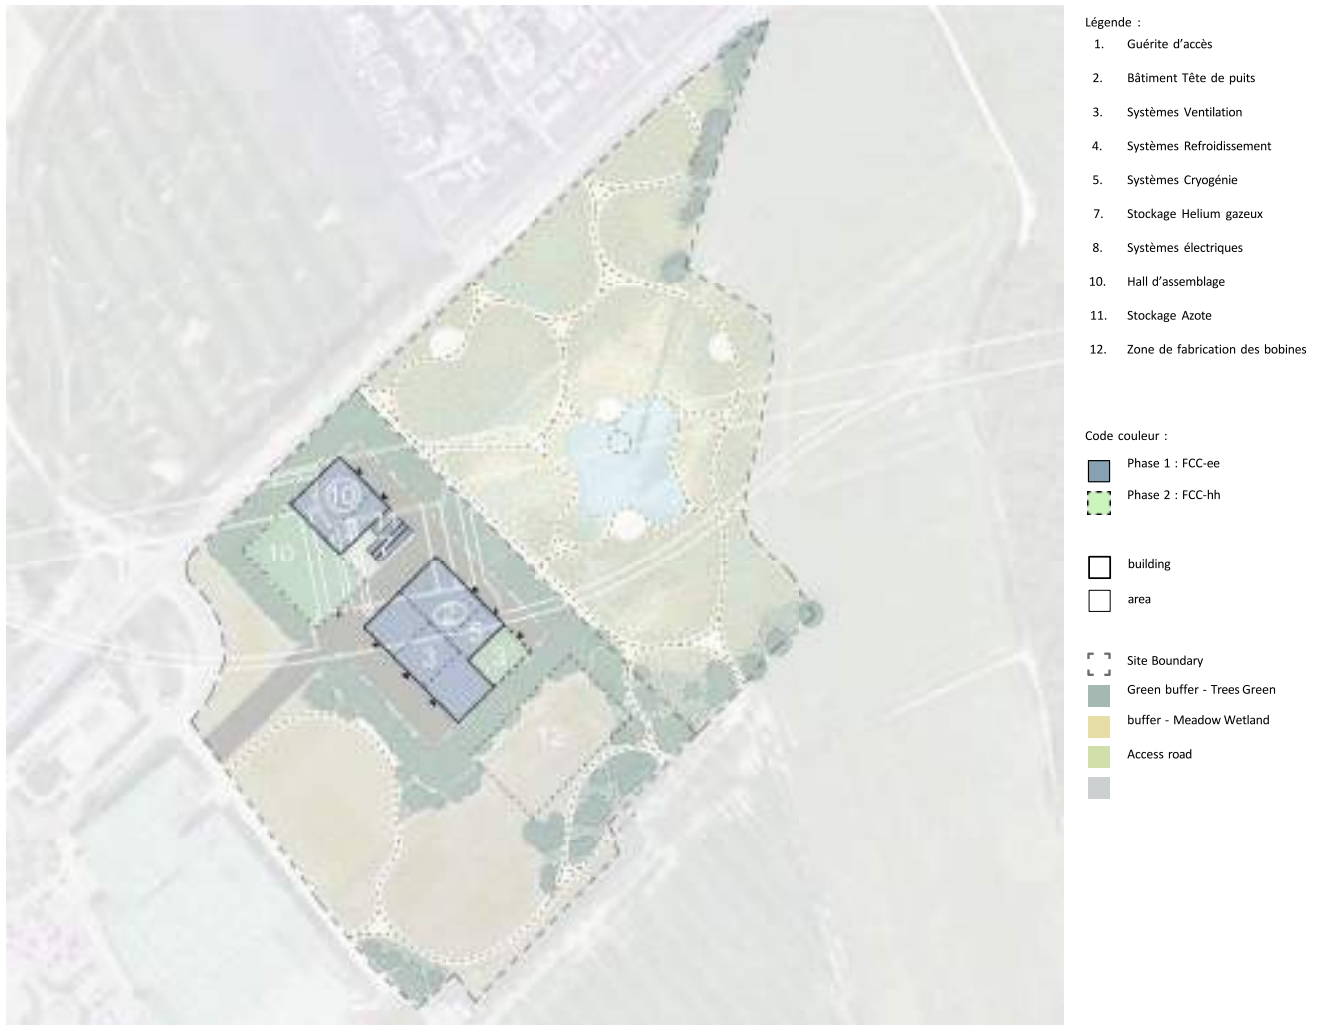 Légende :
1. Guérite d’accès
2. Bâtiment Tête de puits
3. Systèmes Ventilation
4. Systèmes Refroidissement
5. Systèmes Cryogénie
7. Stockage Helium gazeux
8. Systèmes électriques
10. Hall d’assemblage
11. Stockage Azote
12. Zone de fabrication des bobines
Code couleur :
Phase 1 : FCC-ee
Phase 2 : FCC-hh
building
area
Site Boundary
Green buffer - Trees Green
buffer - Meadow Wetland
Access road
10
10